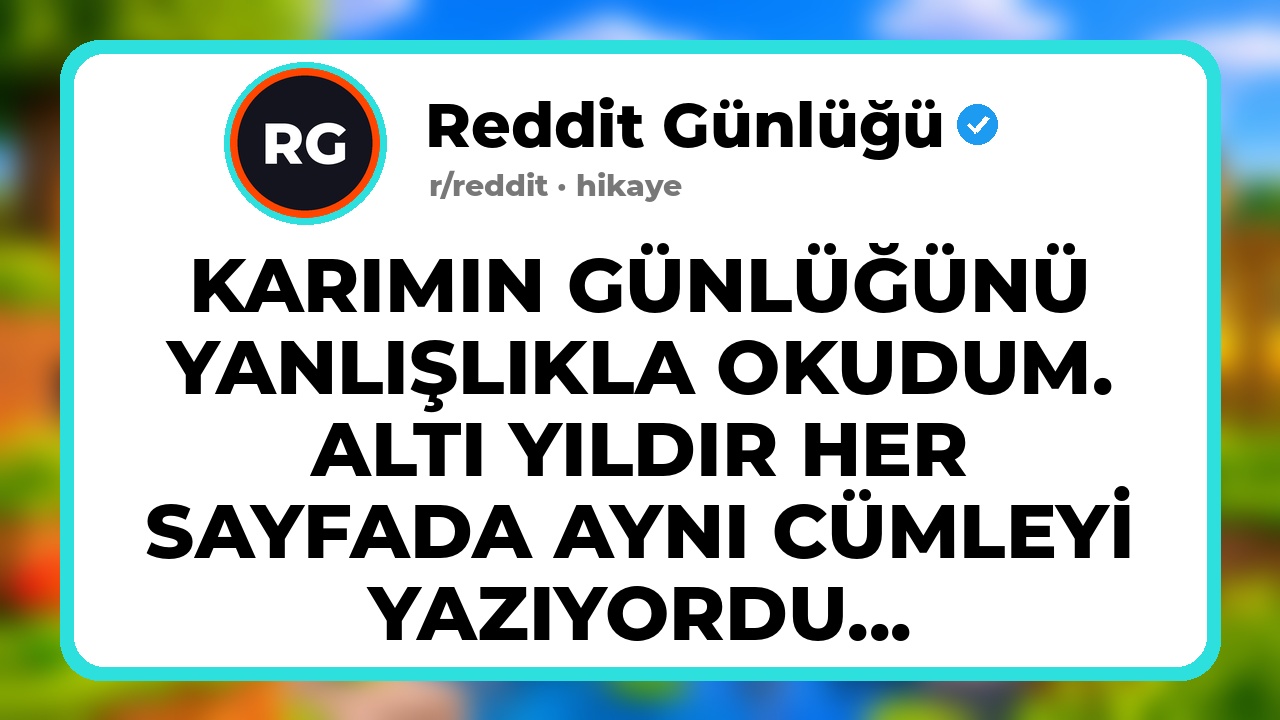 RG
Reddit Günlüğü
r/reddit • hikaye
KARIMIN GÜNLÜĞÜNÜ
YANLIŞLIKLA OKUDUM.
ALTI YILDIR HER
SAYFADA AYNI CÜMLEYİ
YAZIYORDU...